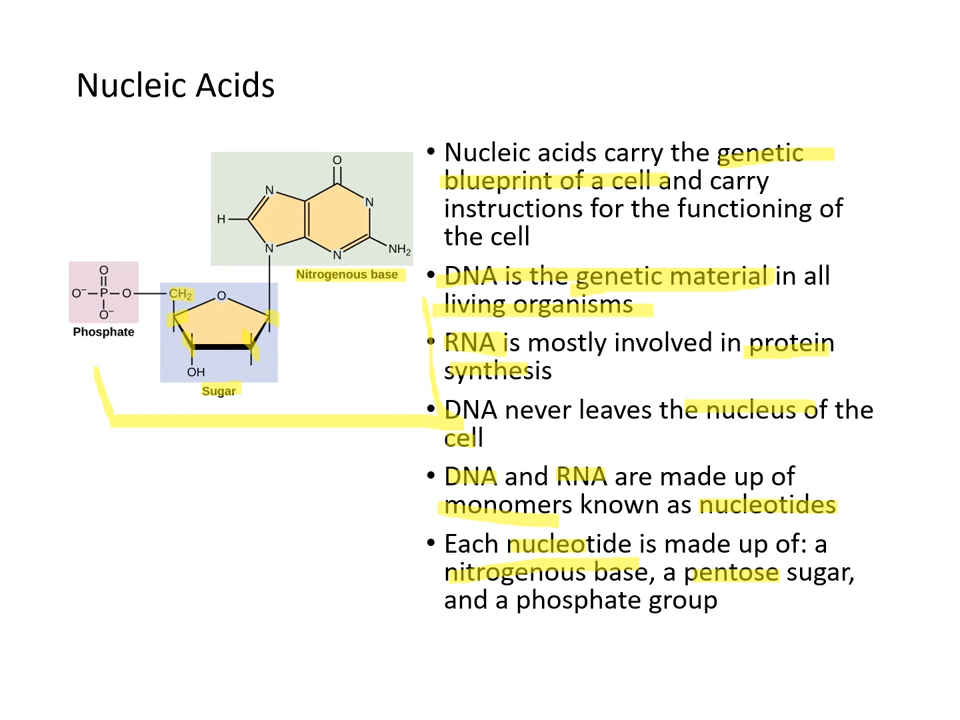 Nucleic Acids
O
N
N
H
N
N
NH2
Nitrogenous base
O
O⁻–P–O
O⁻
Phosphate
CH2
O
OH
Sugar
• Nucleic acids carry the genetic
blueprint of a cell and carry
instructions for the functioning of
the cell
• DNA is the genetic material in all
living organisms
• RNA is mostly involved in protein
synthesis
• DNA never leaves the nucleus of the
cell
• DNA and RNA are made up of
monomers known as nucleotides
• Each nucleotide is made up of: a
nitrogenous base, a pentose sugar,
and a phosphate group